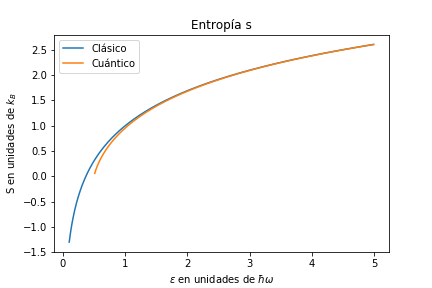 Entropía s
Clásico
Cuántico
S en unidades de k_B
2.5
2.0
1.5
1.0
0.5
0.0
−0.5
−1.0
−1.5
0 1 2 3 4 5
ε en unidades de ℏω